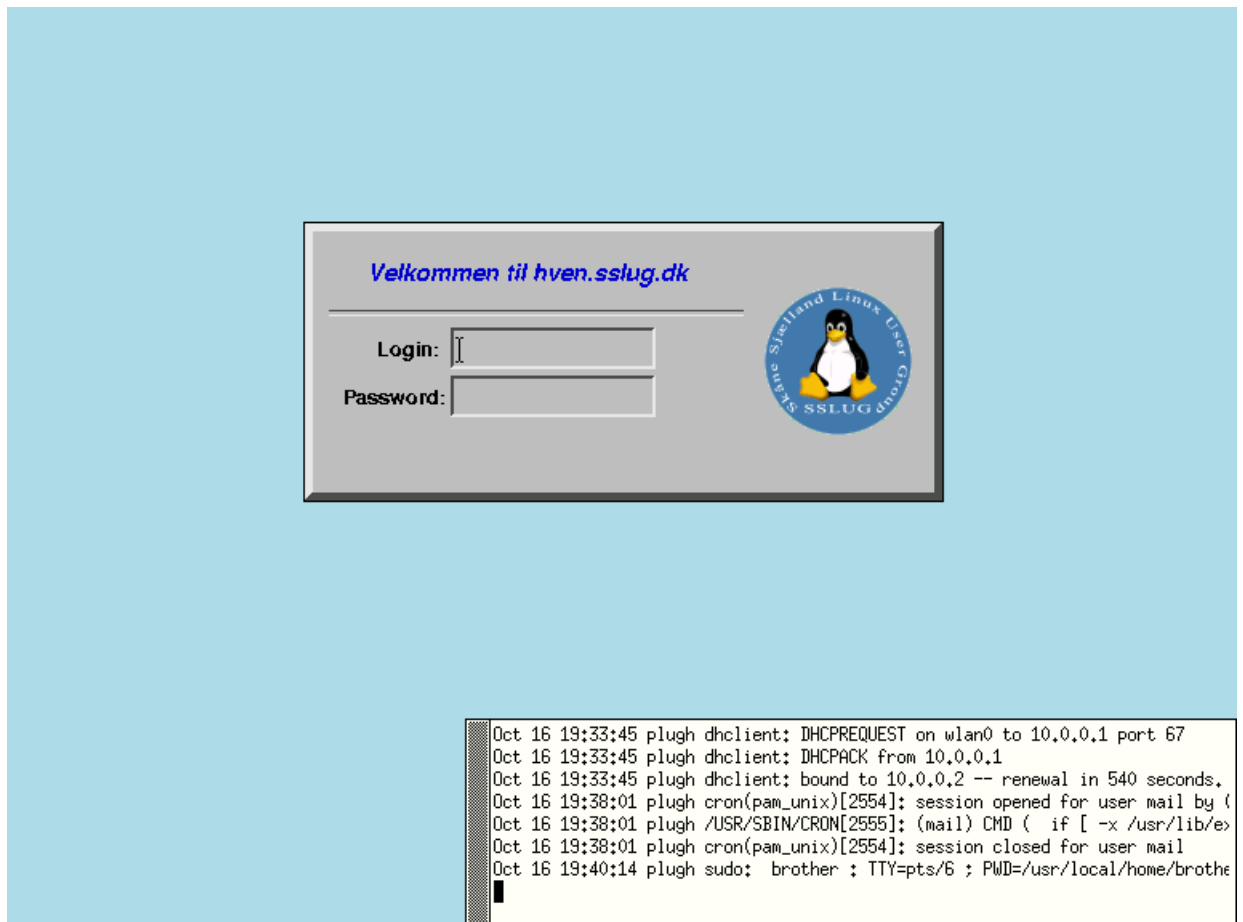 Velkommen til hven.sslug.dk
Login:
Password:
Skåne Sjælland Linux User Group
SSLUG
Oct 16 19:33:45 plugh dhclient: DHCPREQUEST on wlan0 to 10.0.0.1 port 67
Oct 16 19:33:45 plugh dhclient: DHCPACK from 10.0.0.1
Oct 16 19:33:45 plugh dhclient: bound to 10.0.0.2 -- renewal in 540 seconds.
Oct 16 19:38:01 plugh cron(pam_unix)[2554]: session opened for user mail by (
Oct 16 19:38:01 plugh /USR/SBIN/CRON[2555]: (mail) CMD (  if [ -x /usr/lib/ex
Oct 16 19:38:01 plugh cron(pam_unix)[2554]: session closed for user mail
Oct 16 19:40:14 plugh sudo:  brother : TTY=pts/6 ; PWD=/usr/local/home/brothe